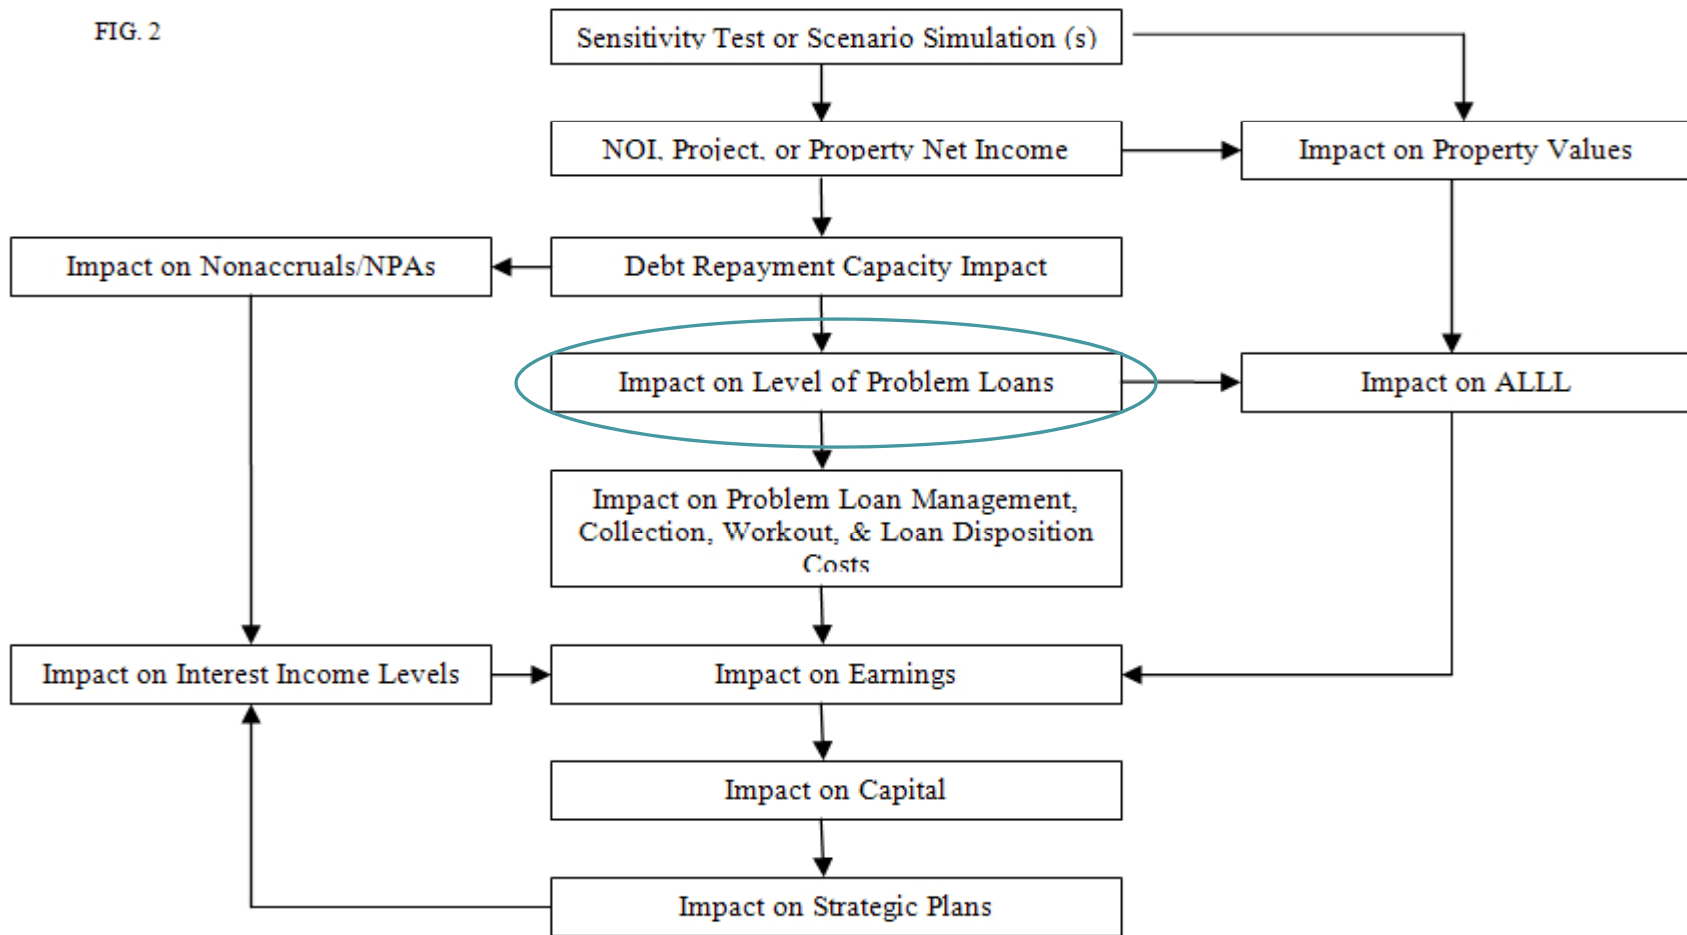 FIG. 2
Sensitivity Test or Scenario Simulation (s)
NOI, Project, or Property Net Income
Impact on Property Values
Impact on Nonaccruals/NPAs
Debt Repayment Capacity Impact
Impact on Level of Problem Loans
Impact on ALLL
Impact on Problem Loan Management,
Collection, Workout, & Loan Disposition
Costs
Impact on Interest Income Levels
Impact on Earnings
Impact on Capital
Impact on Strategic Plans